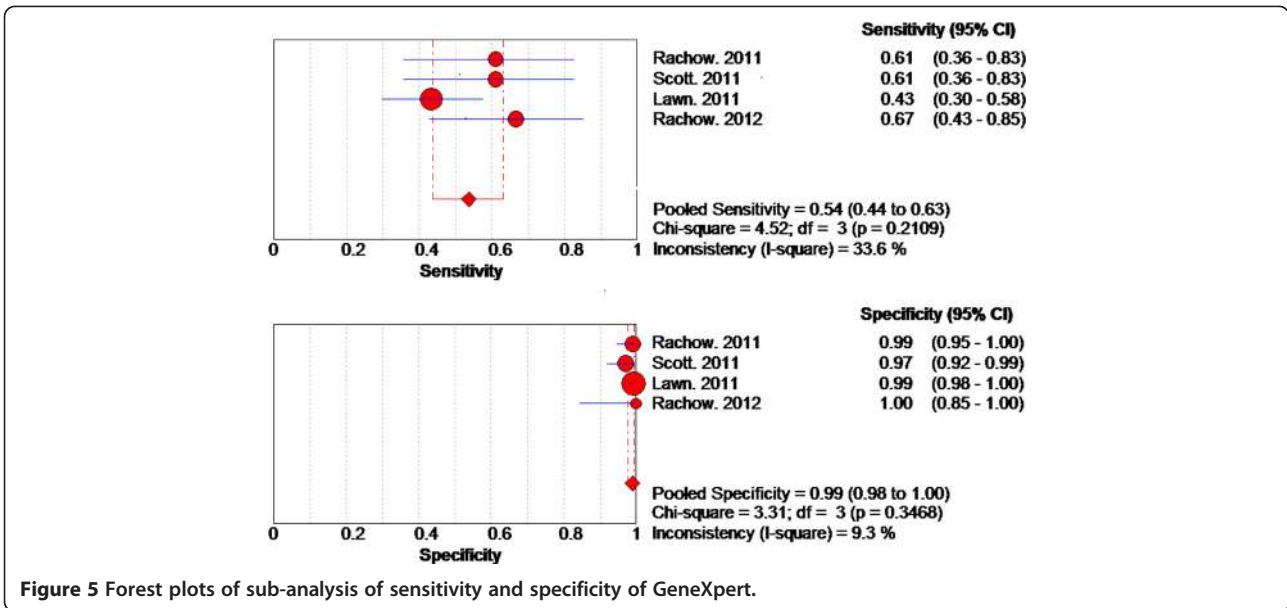 Sensitivity (95% CI)
Rachow. 2011 0.61 (0.36 - 0.83)
Scott. 2011 0.61 (0.36 - 0.83)
Lawn. 2011 0.43 (0.30 - 0.58)
Rachow. 2012 0.67 (0.43 - 0.85)
Pooled Sensitivity = 0.54 (0.44 to 0.63)
Chi-square = 4.52; df = 3 (p = 0.2109)
Inconsistency (I-square) = 33.6 %
0 0.2 0.4 0.6 0.8 1
Sensitivity
Specificity (95% CI)
Rachow. 2011 0.99 (0.95 - 1.00)
Scott. 2011 0.97 (0.92 - 0.99)
Lawn. 2011 0.99 (0.98 - 1.00)
Rachow. 2012 1.00 (0.85 - 1.00)
Pooled Specificity = 0.99 (0.98 to 1.00)
Chi-square = 3.31; df = 3 (p = 0.3468)
Inconsistency (I-square) = 9.3 %
0 0.2 0.4 0.6 0.8 1
Specificity
Figure 5 Forest plots of sub-analysis of sensitivity and specificity of GeneXpert.